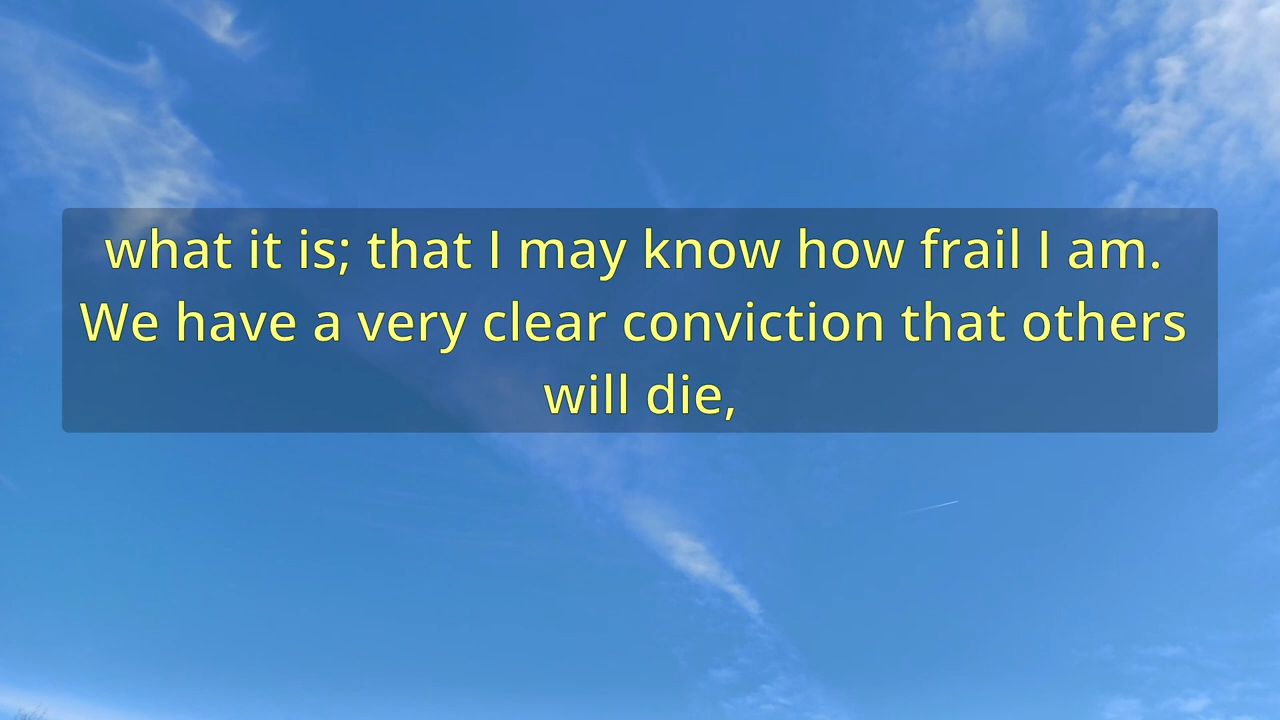 what it is; that I may know how frail I am.
We have a very clear conviction that others
will die,